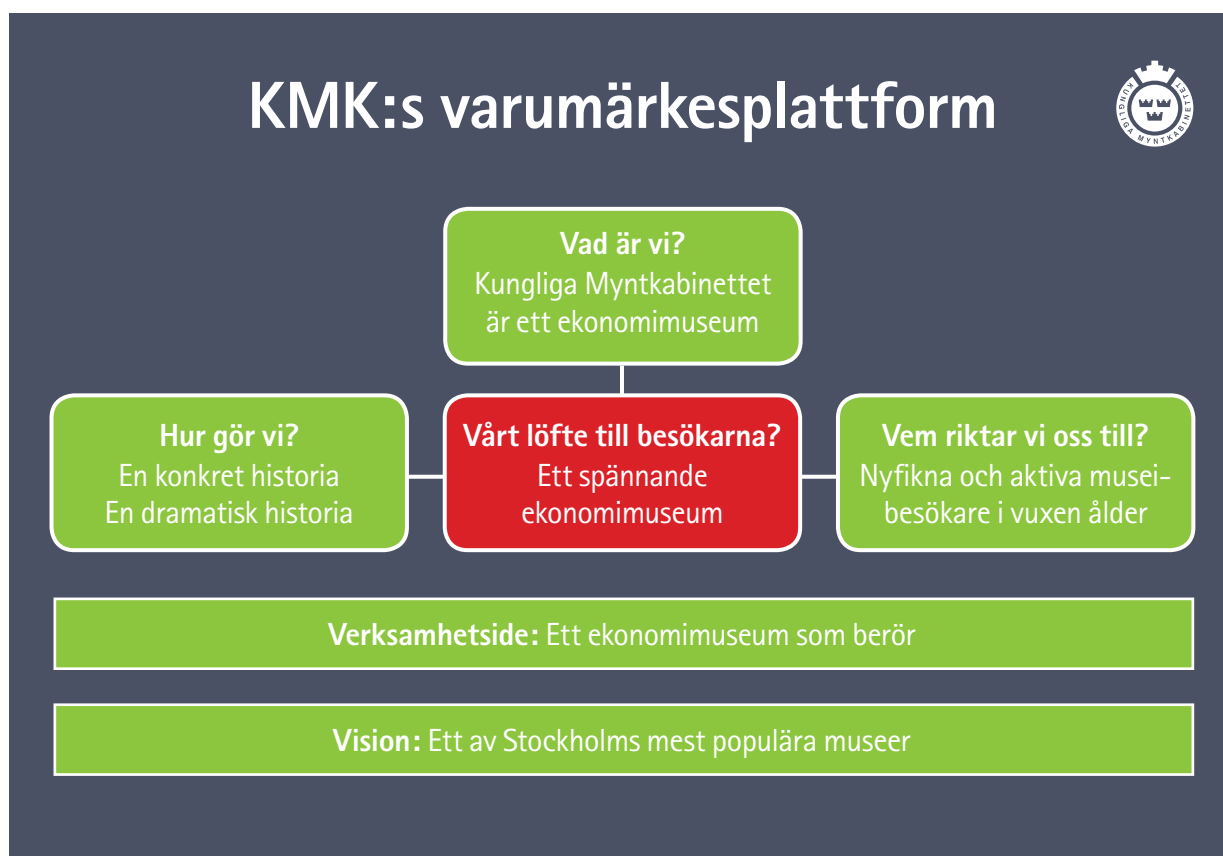 KMK:s varumärkesplattform
KUNGLIGA MYNTKABINETTET
Vad är vi?
Kungliga Myntkabinettet
är ett ekonomimuseum
Hur gör vi?
En konkret historia
En dramatisk historia
Vårt löfte till besökarna?
Ett spännande
ekonomimuseum
Vem riktar vi oss till?
Nyfikna och aktiva musei-
besökare i vuxen ålder
Verksamhetside: Ett ekonomimuseum som berör
Vision: Ett av Stockholms mest populära museer